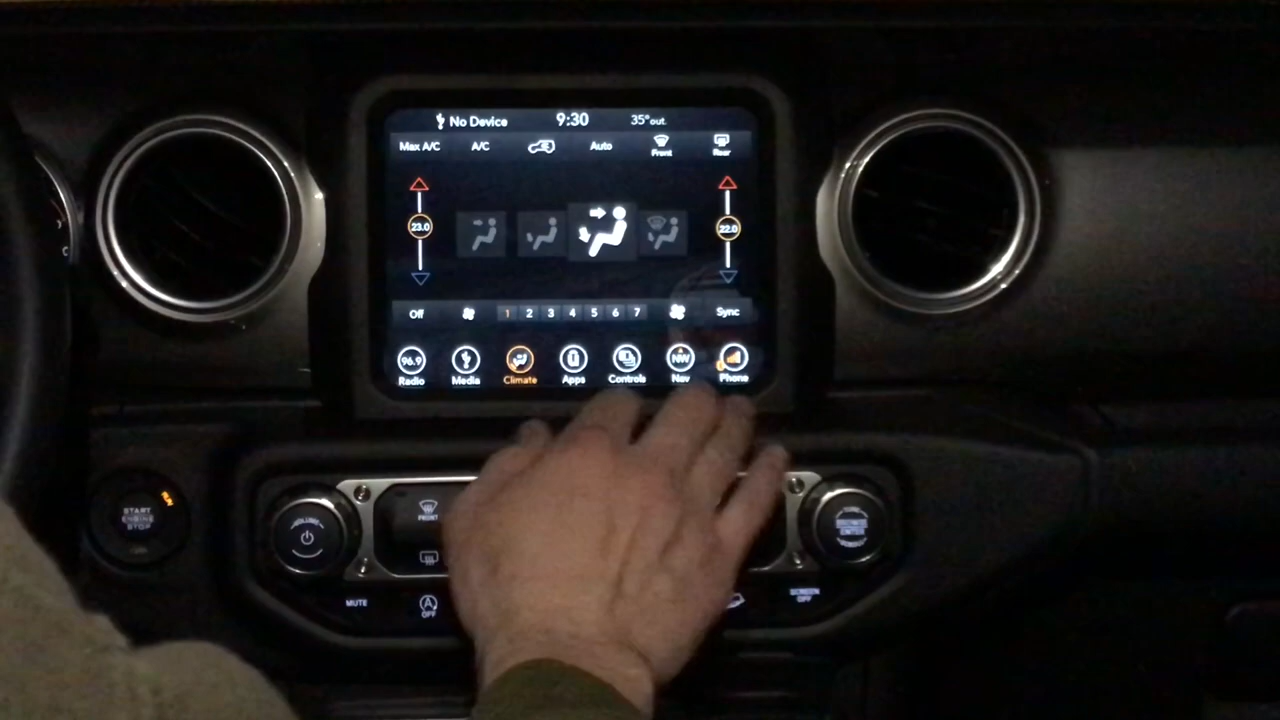 No Device 9:30 35°out.
Max A/C A/C Auto Front Rear
23.0 22.0
Off 1 2 3 4 5 6 7 Sync
96.9 NW
Radio Media Climate Apps Controls Nav Phone
RUN
START
ENGINE
STOP
VOLUME
FRONT
MUTE
OFF
SCREEN
OFF